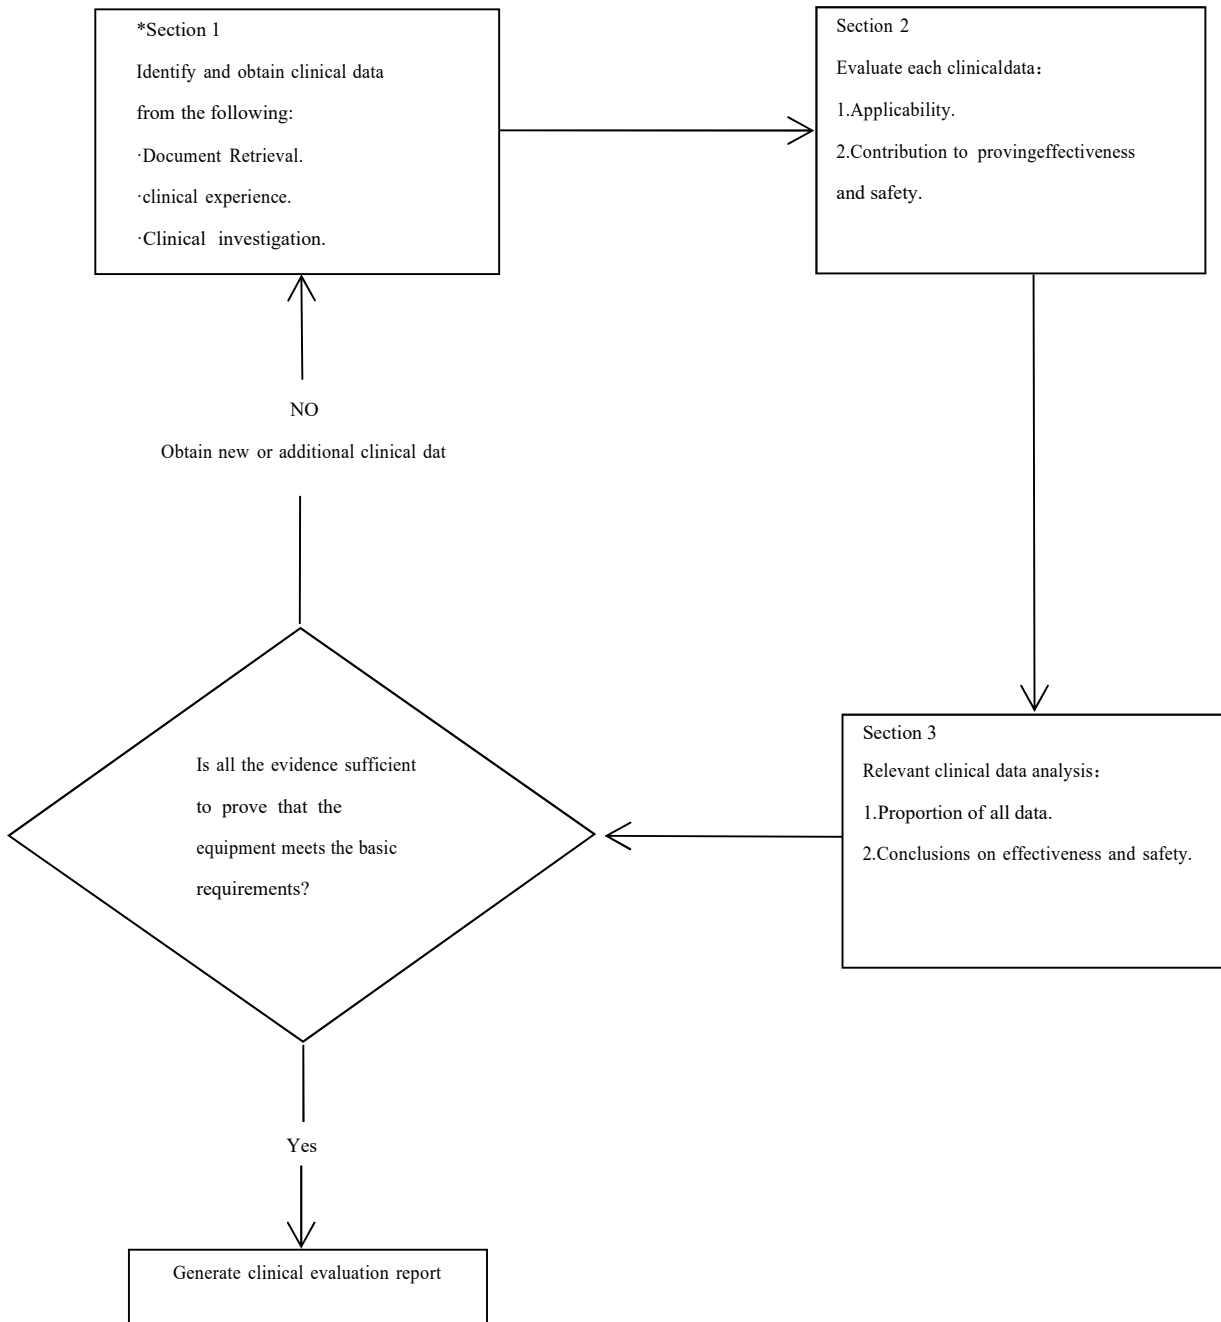 *Section 1
Identify and obtain clinical data
from the following:
·Document Retrieval.
·clinical experience.
·Clinical investigation.
Section 2
Evaluate each clinicaldata：
1.Applicability.
2.Contribution to provingeffectiveness
and safety.
NO
Obtain new or additional clinical dat
Is all the evidence sufficient
to prove that the
equipment meets the basic
requirements?
Section 3
Relevant clinical data analysis：
1.Proportion of all data.
2.Conclusions on effectiveness and safety.
Yes
Generate clinical evaluation report